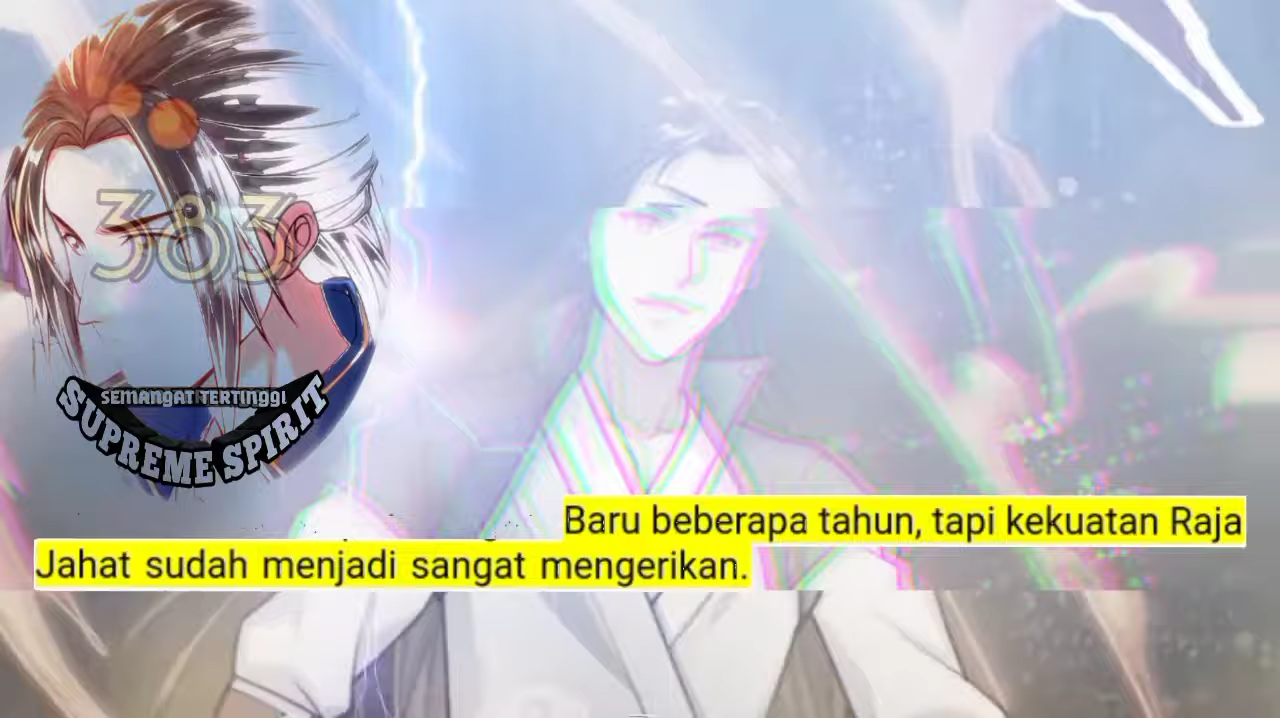 383
SEMANGAT TERTINGGI
SUPREME SPIRIT
Baru beberapa tahun, tapi kekuatan Raja
Jahat sudah menjadi sangat mengerikan.